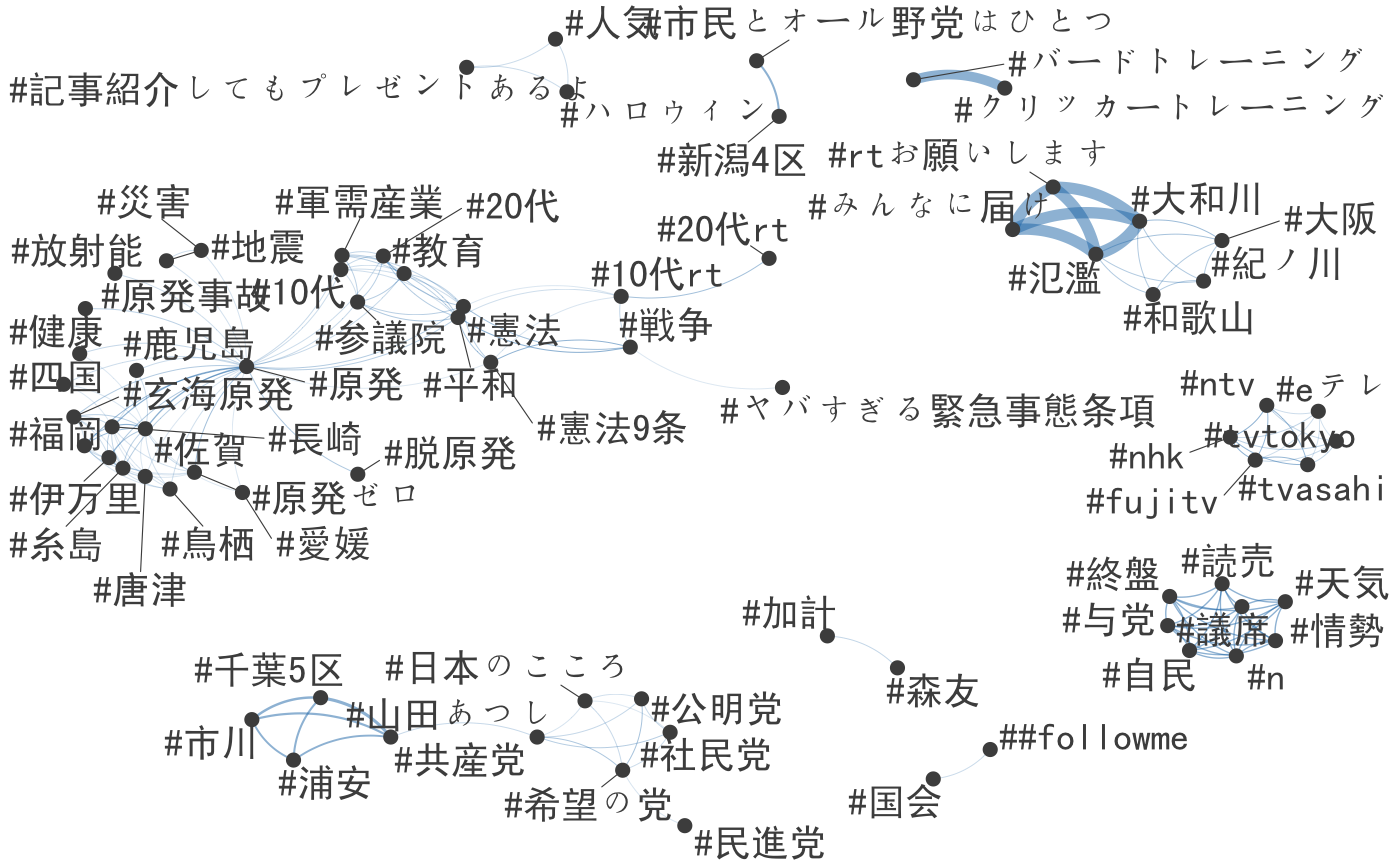 #人気
#市民とオール野党はひとつ
#バードトレーニング
#記事紹介してもプレゼントあるよ
#ハロウィン
#クリッカートレーニング
#新潟4区
#rtお願いします
#災害
#軍需産業
#20代
#みんなに届け
#大和川
#大阪
#放射能
#地震
#教育
#20代rt
#原発事故
#10代
#10代rt
#氾濫
#紀ノ川
#健康
#鹿児島
#参議院
#憲法
#戦争
#和歌山
#四国
#玄海原発
#原発
#平和
#ntv
#eテレ
#福岡
#長崎
#憲法9条
#ヤバすぎる緊急事態条項
#tvtokyo
#佐賀
#脱原発
#nhk
#伊万里
#原発ゼロ
#fujitv
#tvasahi
#糸島
#鳥栖
#愛媛
#唐津
#終盤
#読売
#天気
#加計
#与党
#議席
#情勢
#千葉5区
#日本のこころ
#自民
#n
#森友
#山田あつし
#公明党
#市川
#共産党
#社民党
##followme
#浦安
#希望の党
#国会
#民進党